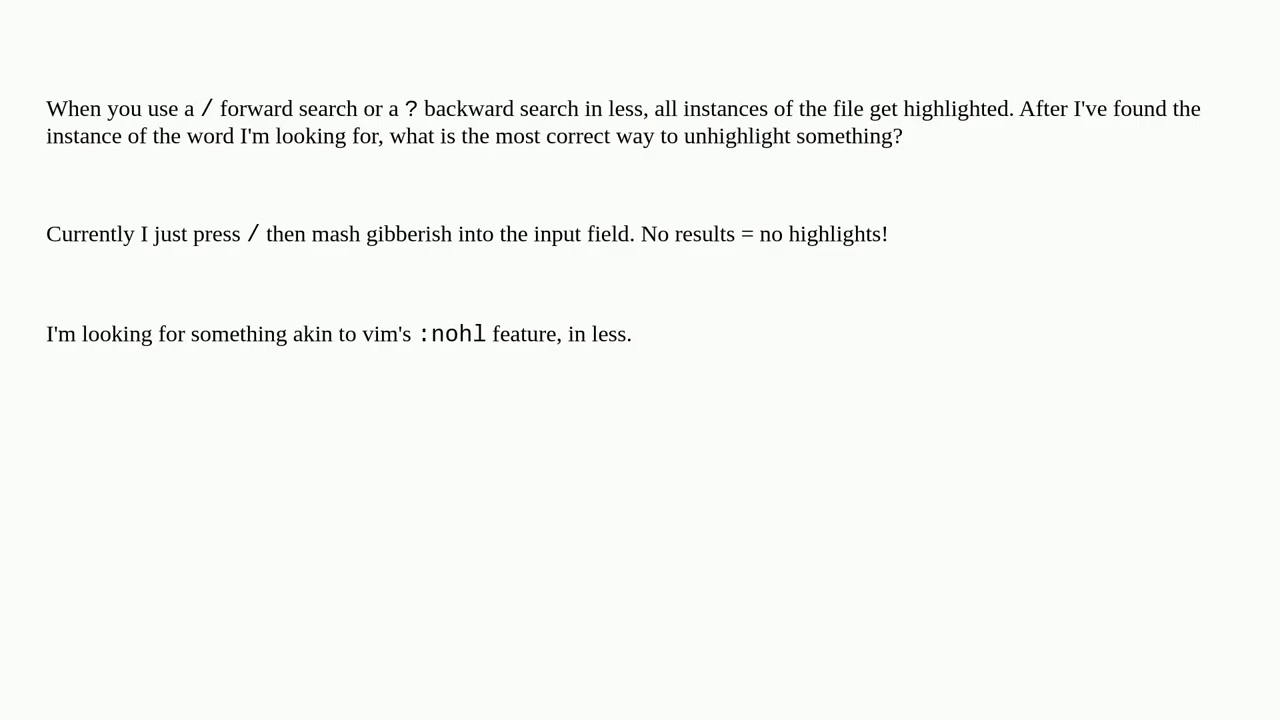 When you use a / forward search or a ? backward search in less, all instances of the file get highlighted. After I've found the
instance of the word I'm looking for, what is the most correct way to unhighlight something?
Currently I just press / then mash gibberish into the input field. No results = no highlights!
I'm looking for something akin to vim's :nohl feature, in less.